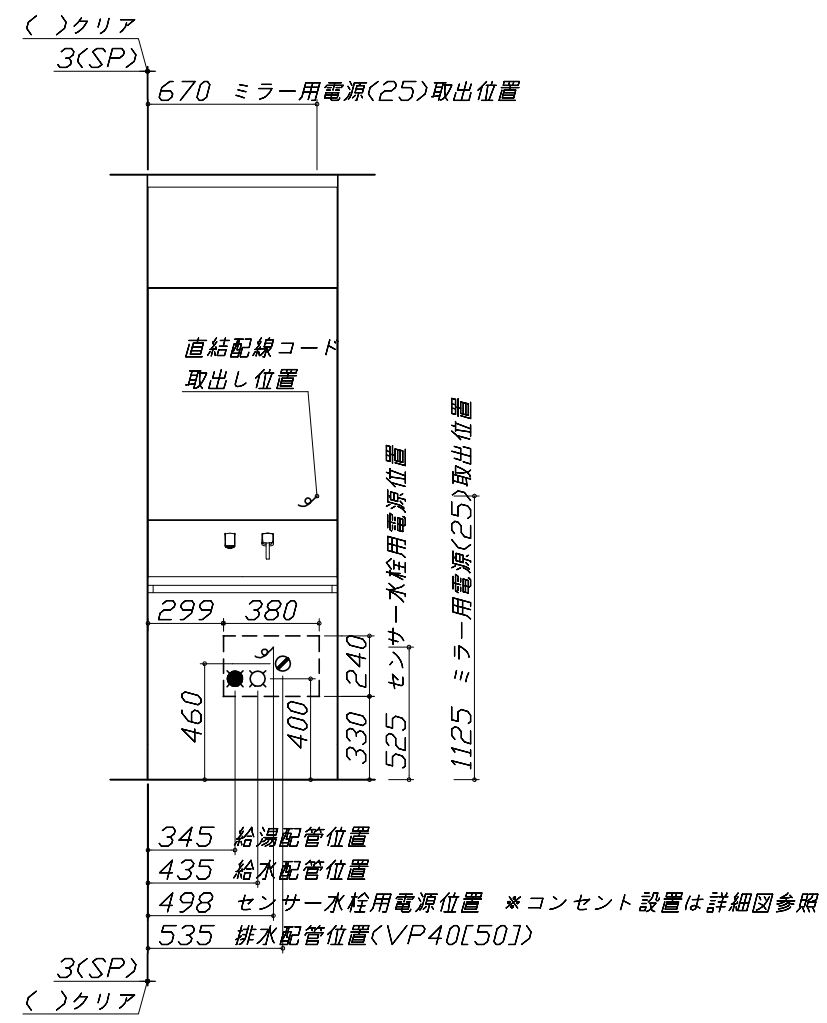 ( )クリア
3(SP)
670 ミラー用電源(25)取出位置
直結配線コード
取出し位置
299
380
240
460
400
330
525 センサー水栓用電源位置
1125 ミラー用電源(25)取出位置
345 給湯配管位置
435 給水配管位置
498 センサー水栓用電源位置 ※コンセント設置は詳細図参照
535 排水配管位置(VP40[50])
3(SP)
( )クリア